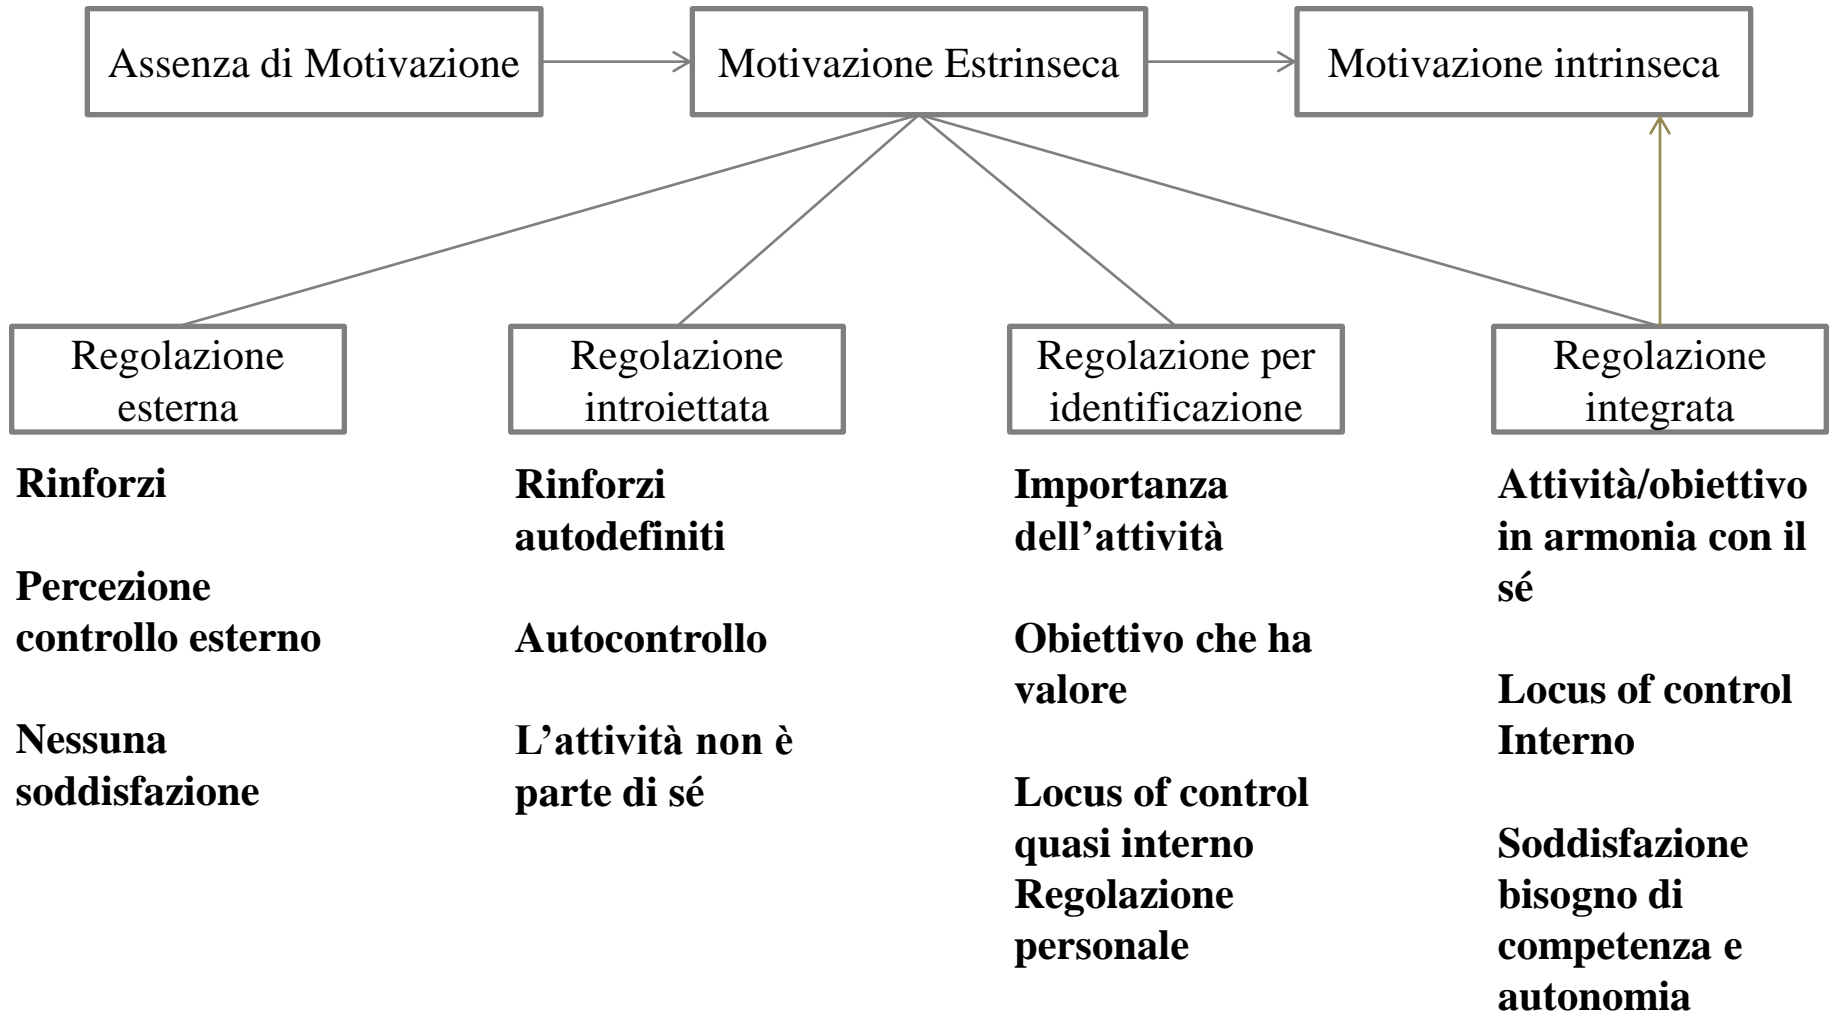 Assenza di Motivazione
Motivazione Estrinseca
Motivazione intrinseca
Regolazione
esterna
Regolazione
introiettata
Regolazione per
identificazione
Regolazione
integrata
Rinforzi
Percezione
controllo esterno
Nessuna
soddisfazione
Rinforzi
autodefiniti
Autocontrollo
L’attività non è
parte di sé
Importanza
dell’attività
Obiettivo che ha
valore
Locus of control
quasi interno
Regolazione
personale
Attività/obiettivo
in armonia con il
sé
Locus of control
Interno
Soddisfazione
bisogno di
competenza e
autonomia